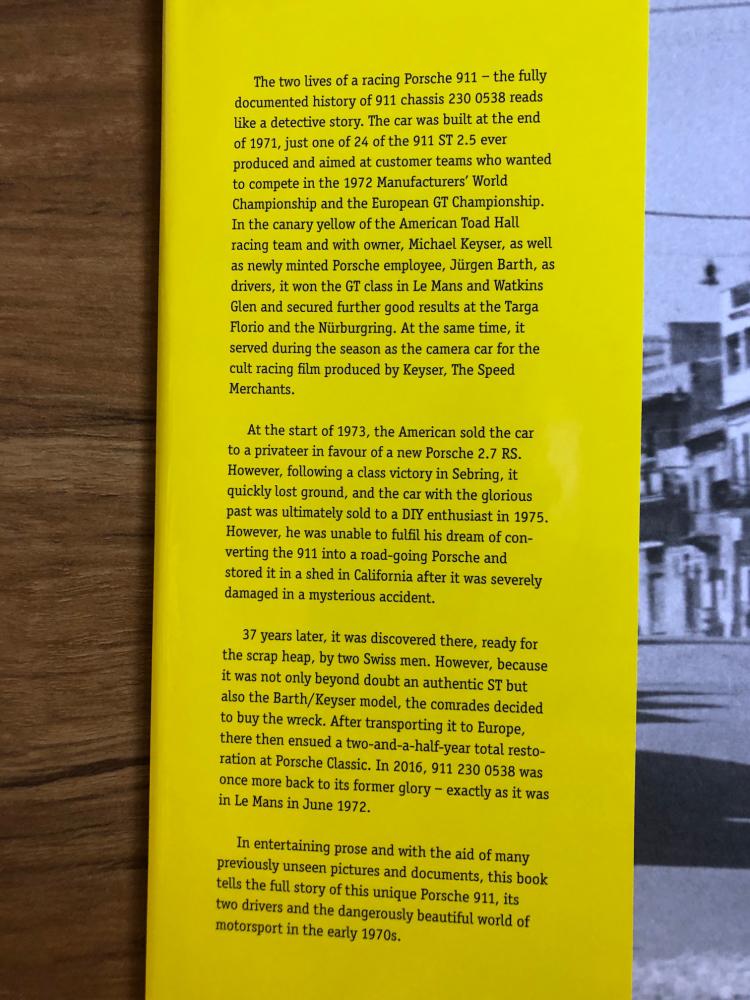 The two lives of a racing Porsche 911 – the fully
documented history of 911 chassis 230 0538 reads
like a detective story. The car was built at the end
of 1971, just one of 24 of the 911 ST 2.5 ever
produced and aimed at customer teams who wanted
to compete in the 1972 Manufacturers’ World
Championship and the European GT Championship.
In the canary yellow of the American Toad Hall
racing team and with owner, Michael Keyser, as well
as newly minted Porsche employee, Jürgen Barth, as
drivers, it won the GT class in Le Mans and Watkins
Glen and secured further good results at the Targa
Florio and the Nürburgring. At the same time, it
served during the season as the camera car for the
cult racing film produced by Keyser, The Speed
Merchants.
At the start of 1973, the American sold the car
to a privateer in favour of a new Porsche 2.7 RS.
However, following a class victory in Sebring, it
quickly lost ground, and the car with the glorious
past was ultimately sold to a DIY enthusiast in 1975.
However, he was unable to fulfil his dream of con-
verting the 911 into a road-going Porsche and
stored it in a shed in California after it was severely
damaged in a mysterious accident.
37 years later, it was discovered there, ready for
the scrap heap, by two Swiss men. However, because
it was not only beyond doubt an authentic ST but
also the Barth/Keyser model, the comrades decided
to buy the wreck. After transporting it to Europe,
there then ensued a two-and-a-half-year total resto-
ration at Porsche Classic. In 2016, 911 230 0538 was
once more back to its former glory – exactly as it was
in Le Mans in June 1972.
In entertaining prose and with the aid of many
previously unseen pictures and documents, this book
tells the full story of this unique Porsche 911, its
two drivers and the dangerously beautiful world of
motorsport in the early 1970s.